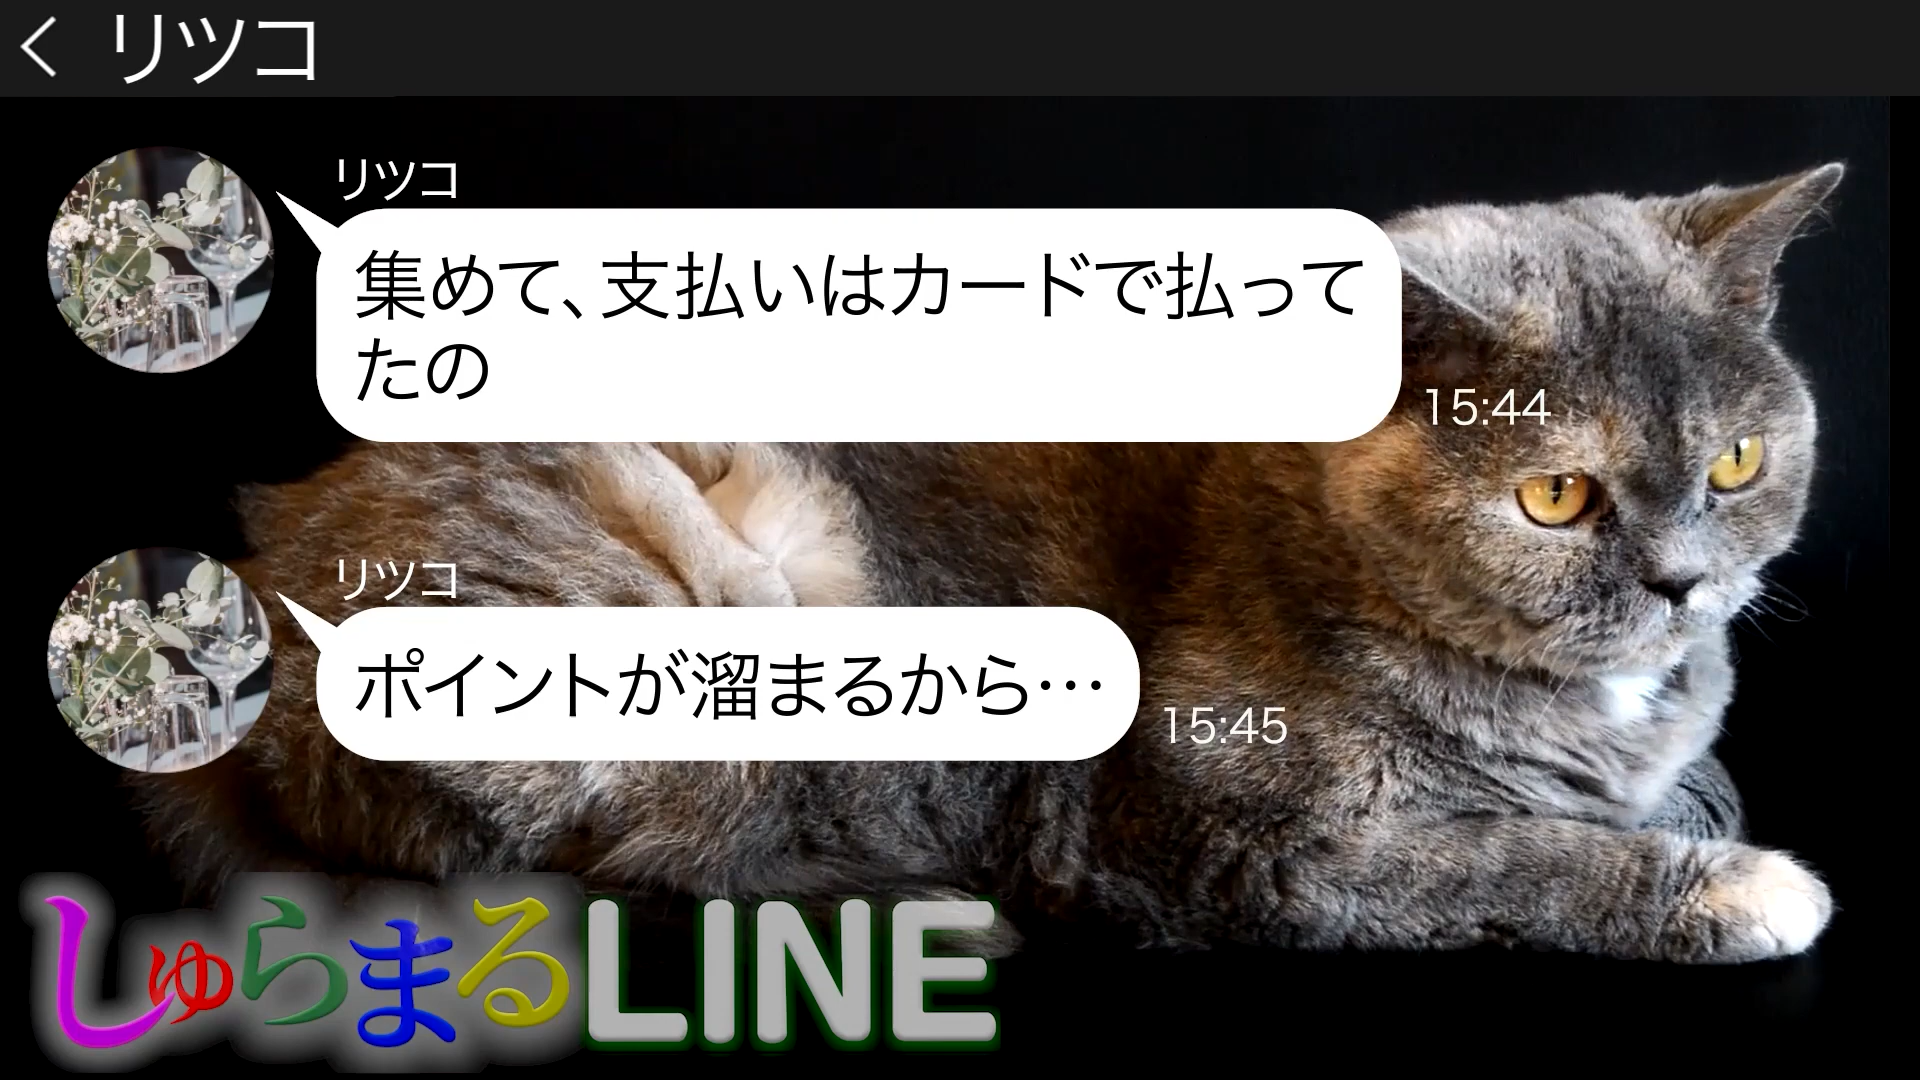 リツコ
リツコ
集めて、支払いはカードで払って
たの
15:44
リツコ
ポイントが溜まるから…
15:45
しゅらまるLINE